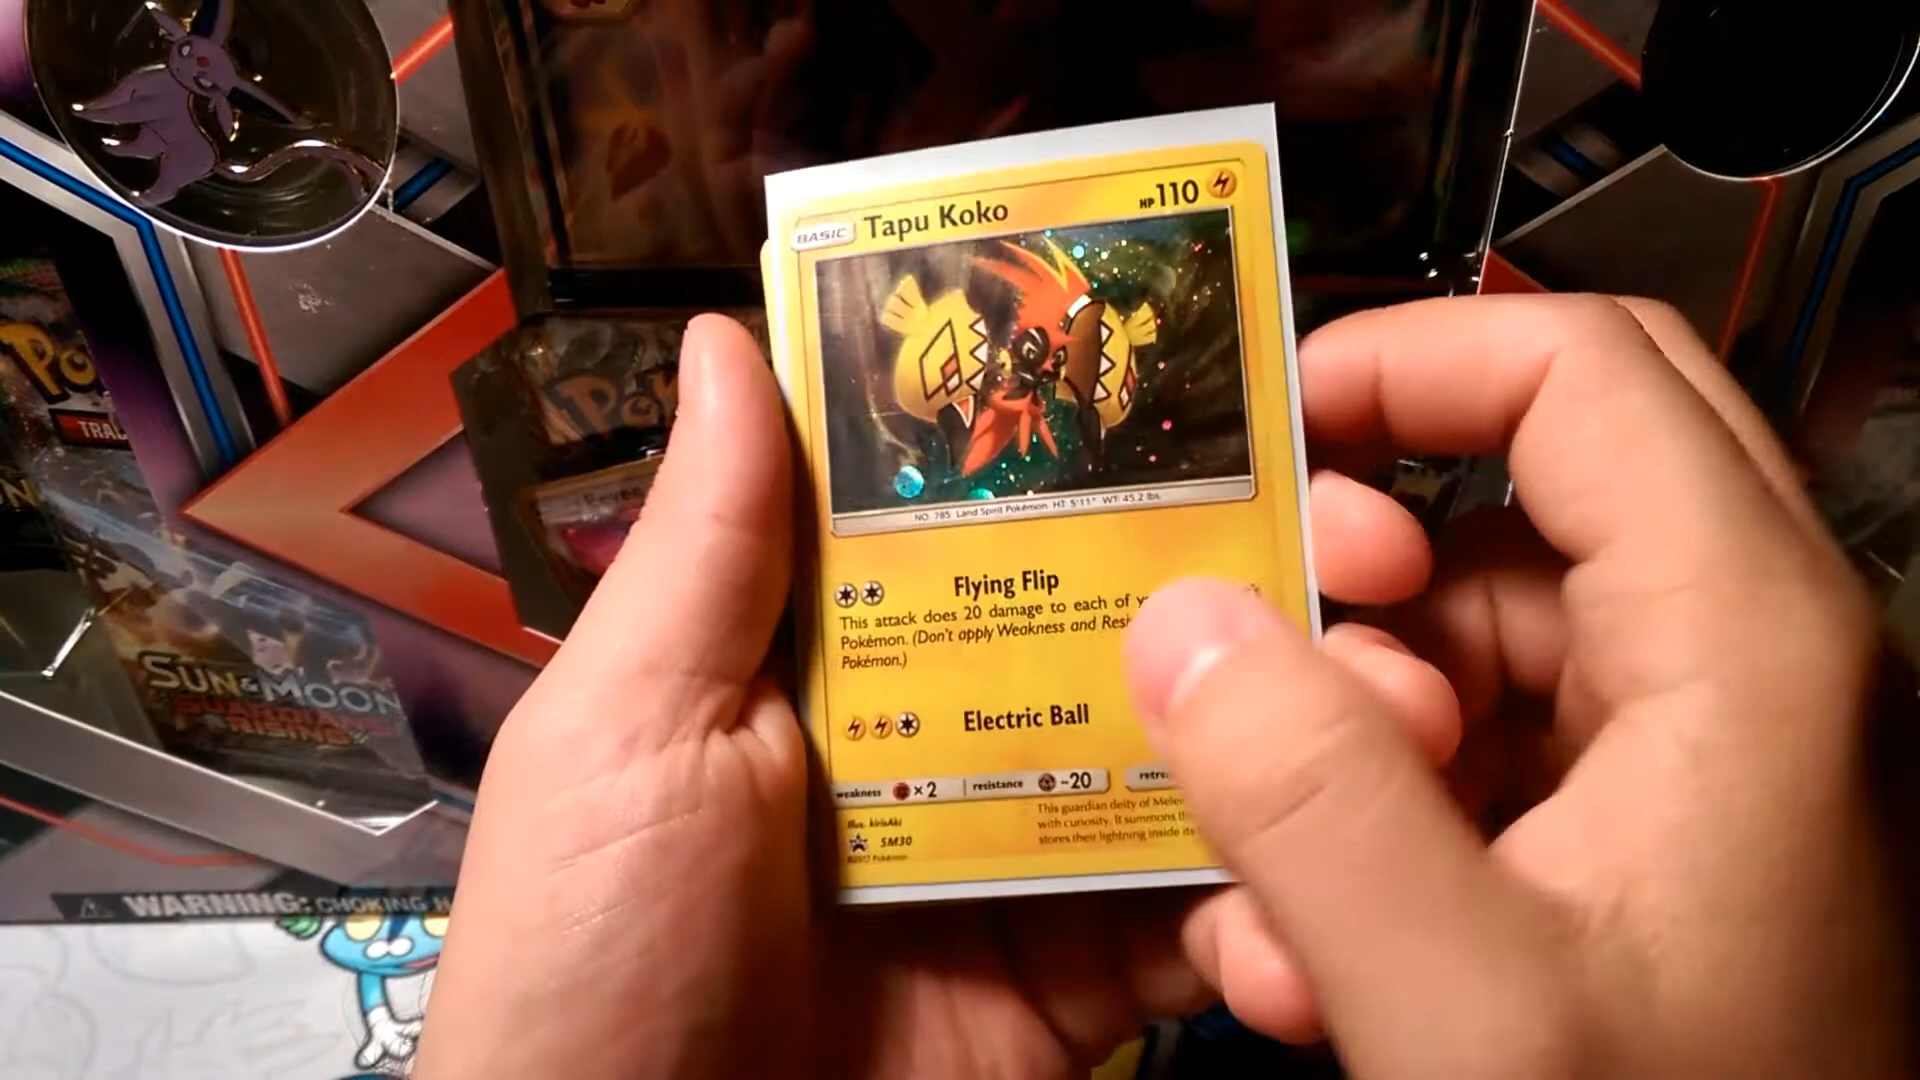 BASIC Tapu Koko HP 110
NO. 785 Land Spirit Pokémon HT: 5'11" WT: 45.2 lbs.
Flying Flip
This attack does 20 damage to each of
Pokémon. (Don't apply Weakness and
Pokémon.)
Electric Ball
weakness ×2 resistance -20
This guardian deity of
with curiosity. It summons
stores their lightning inside its
Illus. kirisAki
SM30
©2017 Pokémon
SUN & MOON
GUARDIANS
RISING
WARNING: CHOKING